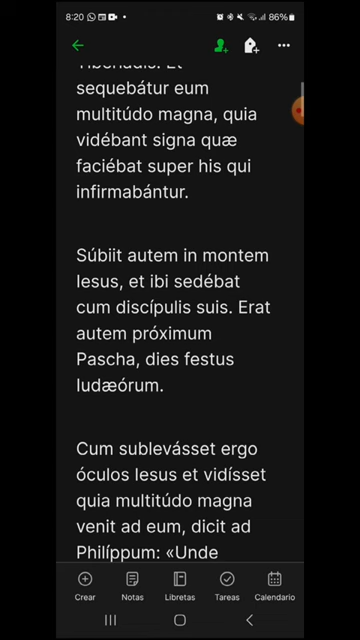 8:20
86%
Tiberiádis. Et
sequebátur eum
multitúdo magna, quia
vidébant signa quæ
faciébat super his qui
infirmabántur.
Súbiit autem in montem
Iesus, et ibi sedébat
cum discípulis suis. Erat
autem próximum
Pascha, dies festus
Iudæórum.
Cum sublevásset ergo
óculos Iesus et vidísset
quia multitúdo magna
venit ad eum, dicit ad
Philíppum: «Unde
Crear Notas Libretas Tareas Calendario